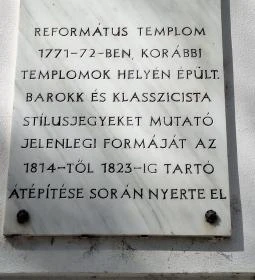 REFORMÁTUS TEMPLOM
1771-72-BEN, KORÁBBI
TEMPLOMOK HELYÉN ÉPÜLT.
BAROKK ÉS KLASSZICISTA
STÍLUSJEGYEKET MUTATÓ
JELENLEGI FORMÁJÁT AZ
1814-TŐL 1823-IG TARTÓ
ÁTÉPÍTÉSE SORÁN NYERTE EL